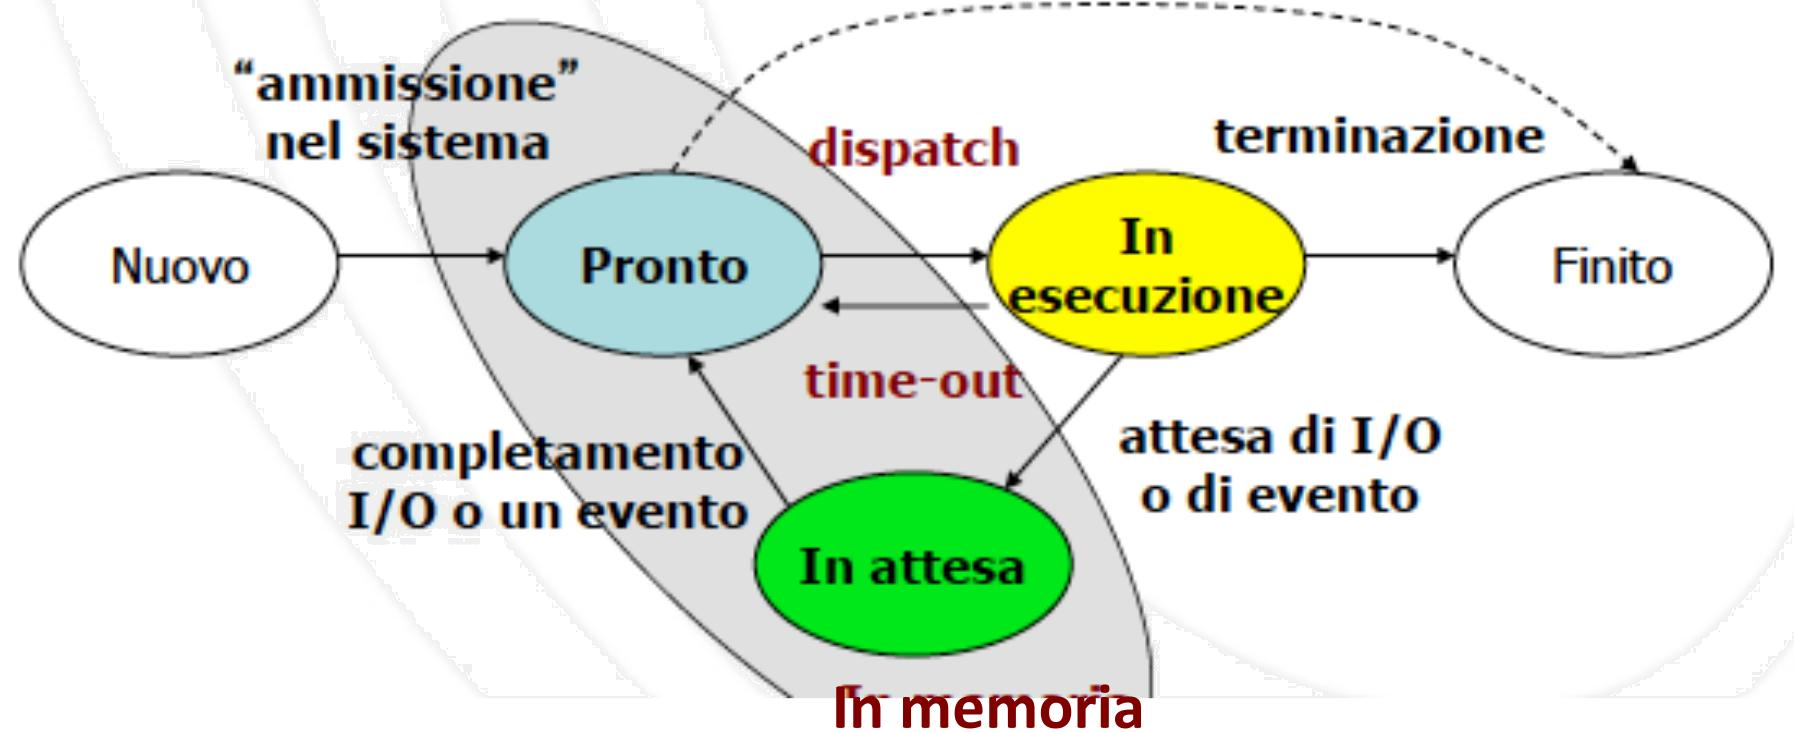 “ammissione”
nel sistema
dispatch
terminazione
Nuovo
Pronto
In
esecuzione
Finito
time-out
completamento
I/O o un evento
attesa di I/O
o di evento
In attesa
In memoria